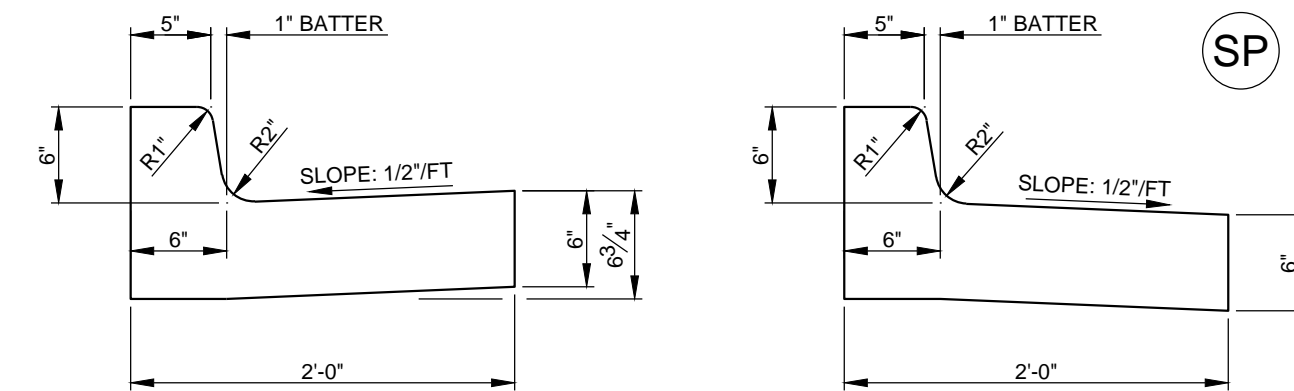 5"
1" BATTER
6"
R1"
R2"
SLOPE: 1/2"/FT
6"
6"
6 3/4"
2'-0"
5"
1" BATTER
SP
6"
R1"
R2"
SLOPE: 1/2"/FT
6"
6"
2'-0"